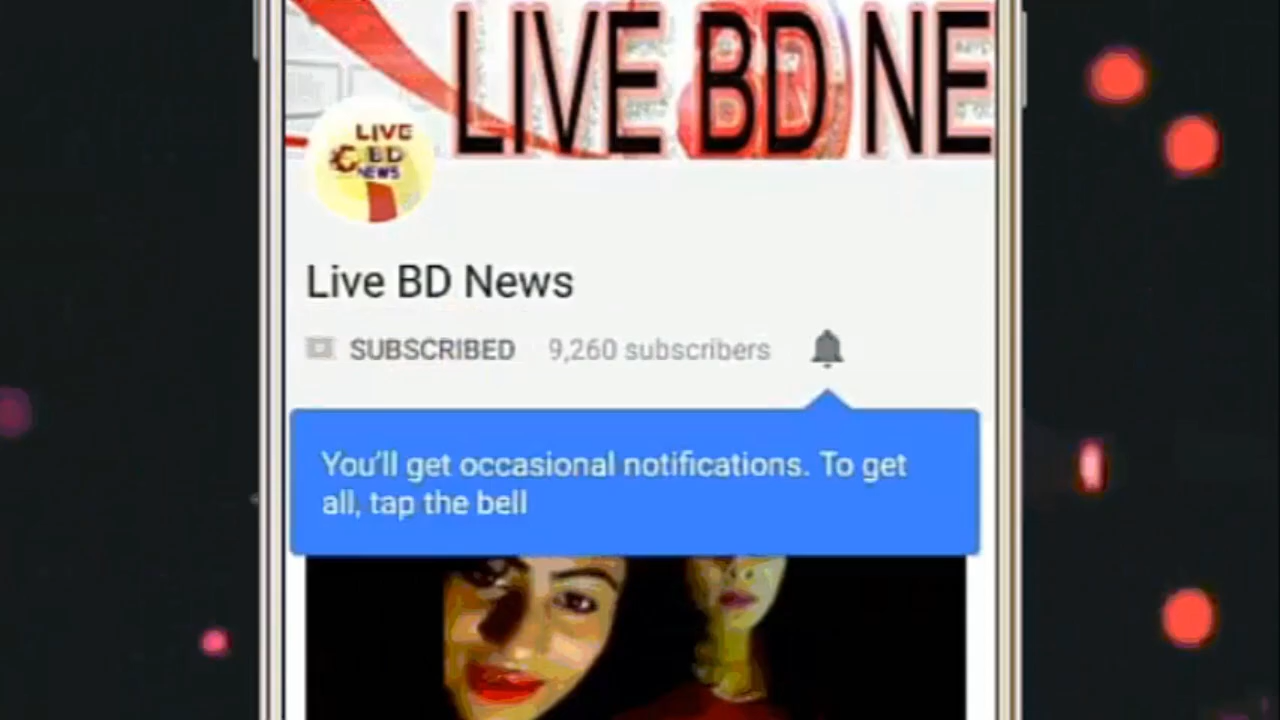 LIVE BD NE
LIVE
BD
NEWS
Live BD News
SUBSCRIBED 9,260 subscribers
You'll get occasional notifications. To get
all, tap the bell